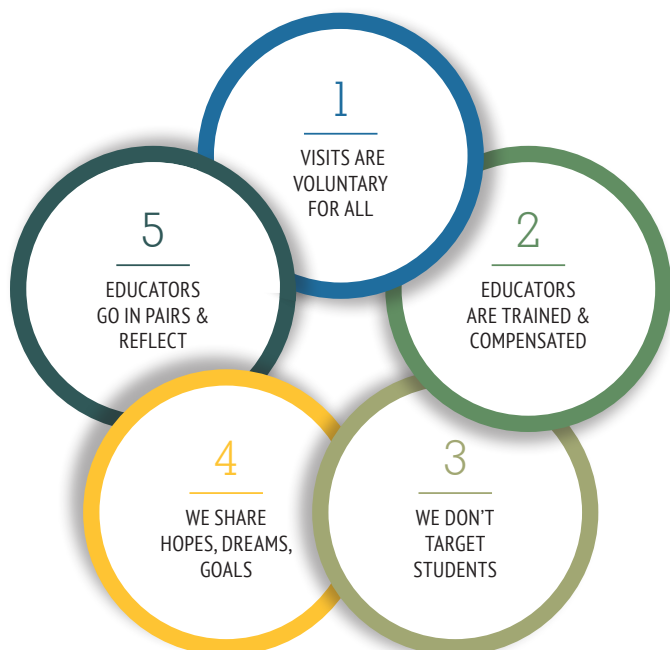 1
VISITS ARE
VOLUNTARY
FOR ALL
2
EDUCATORS
ARE TRAINED &
COMPENSATED
3
WE DON’T
TARGET
STUDENTS
4
WE SHARE
HOPES, DREAMS,
GOALS
5
EDUCATORS
GO IN PAIRS &
REFLECT